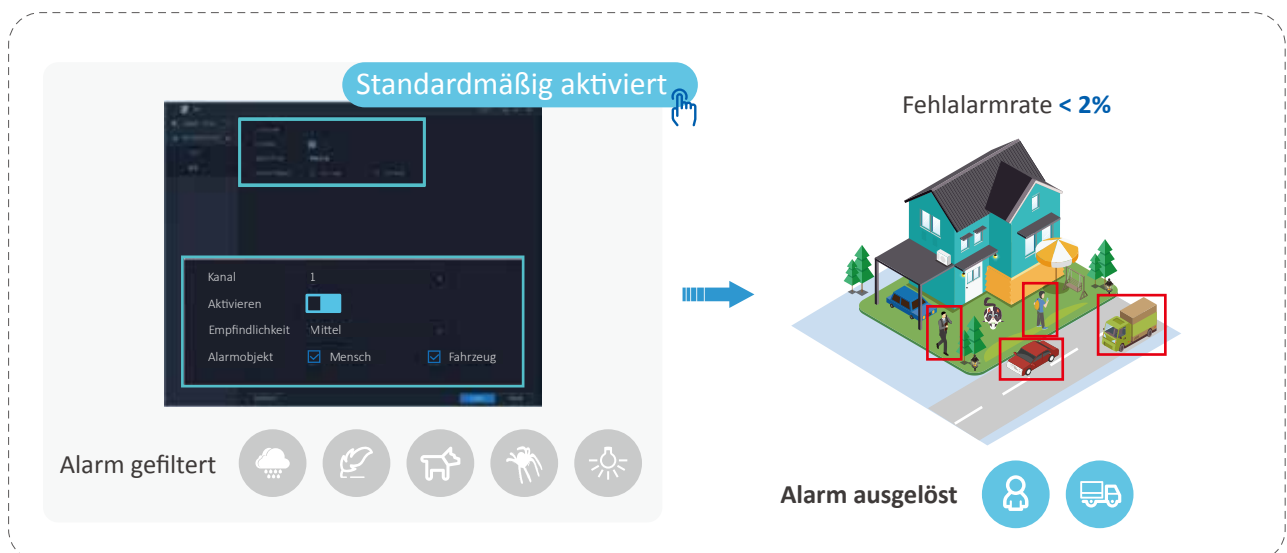 Standardmäßig aktiviert
Kanal 1
Aktivieren
Empfindlichkeit Mittel
Alarmobjekt Mensch Fahrzeug
Alarm gefiltert
Fehlalarmrate < 2%
Alarm ausgelöst